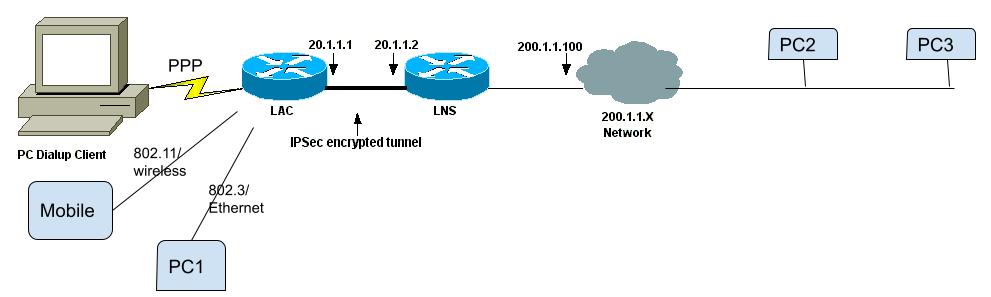 PPP
20.1.1.1
20.1.1.2
200.1.1.100
PC2
PC3
LAC
LNS
200.1.1.X
Network
IPSec encrypted tunnel
PC Dialup Client
802.11/
wireless
802.3/
Ethernet
Mobile
PC1